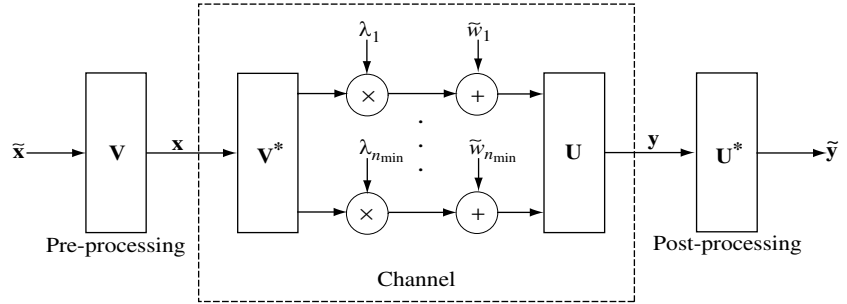 λ₁ w̃₁
x̃ V x V* × + U y U* ỹ
λₙₘᵢₙ w̃ₙₘᵢₙ
× +
Pre-processing Post-processing
Channel